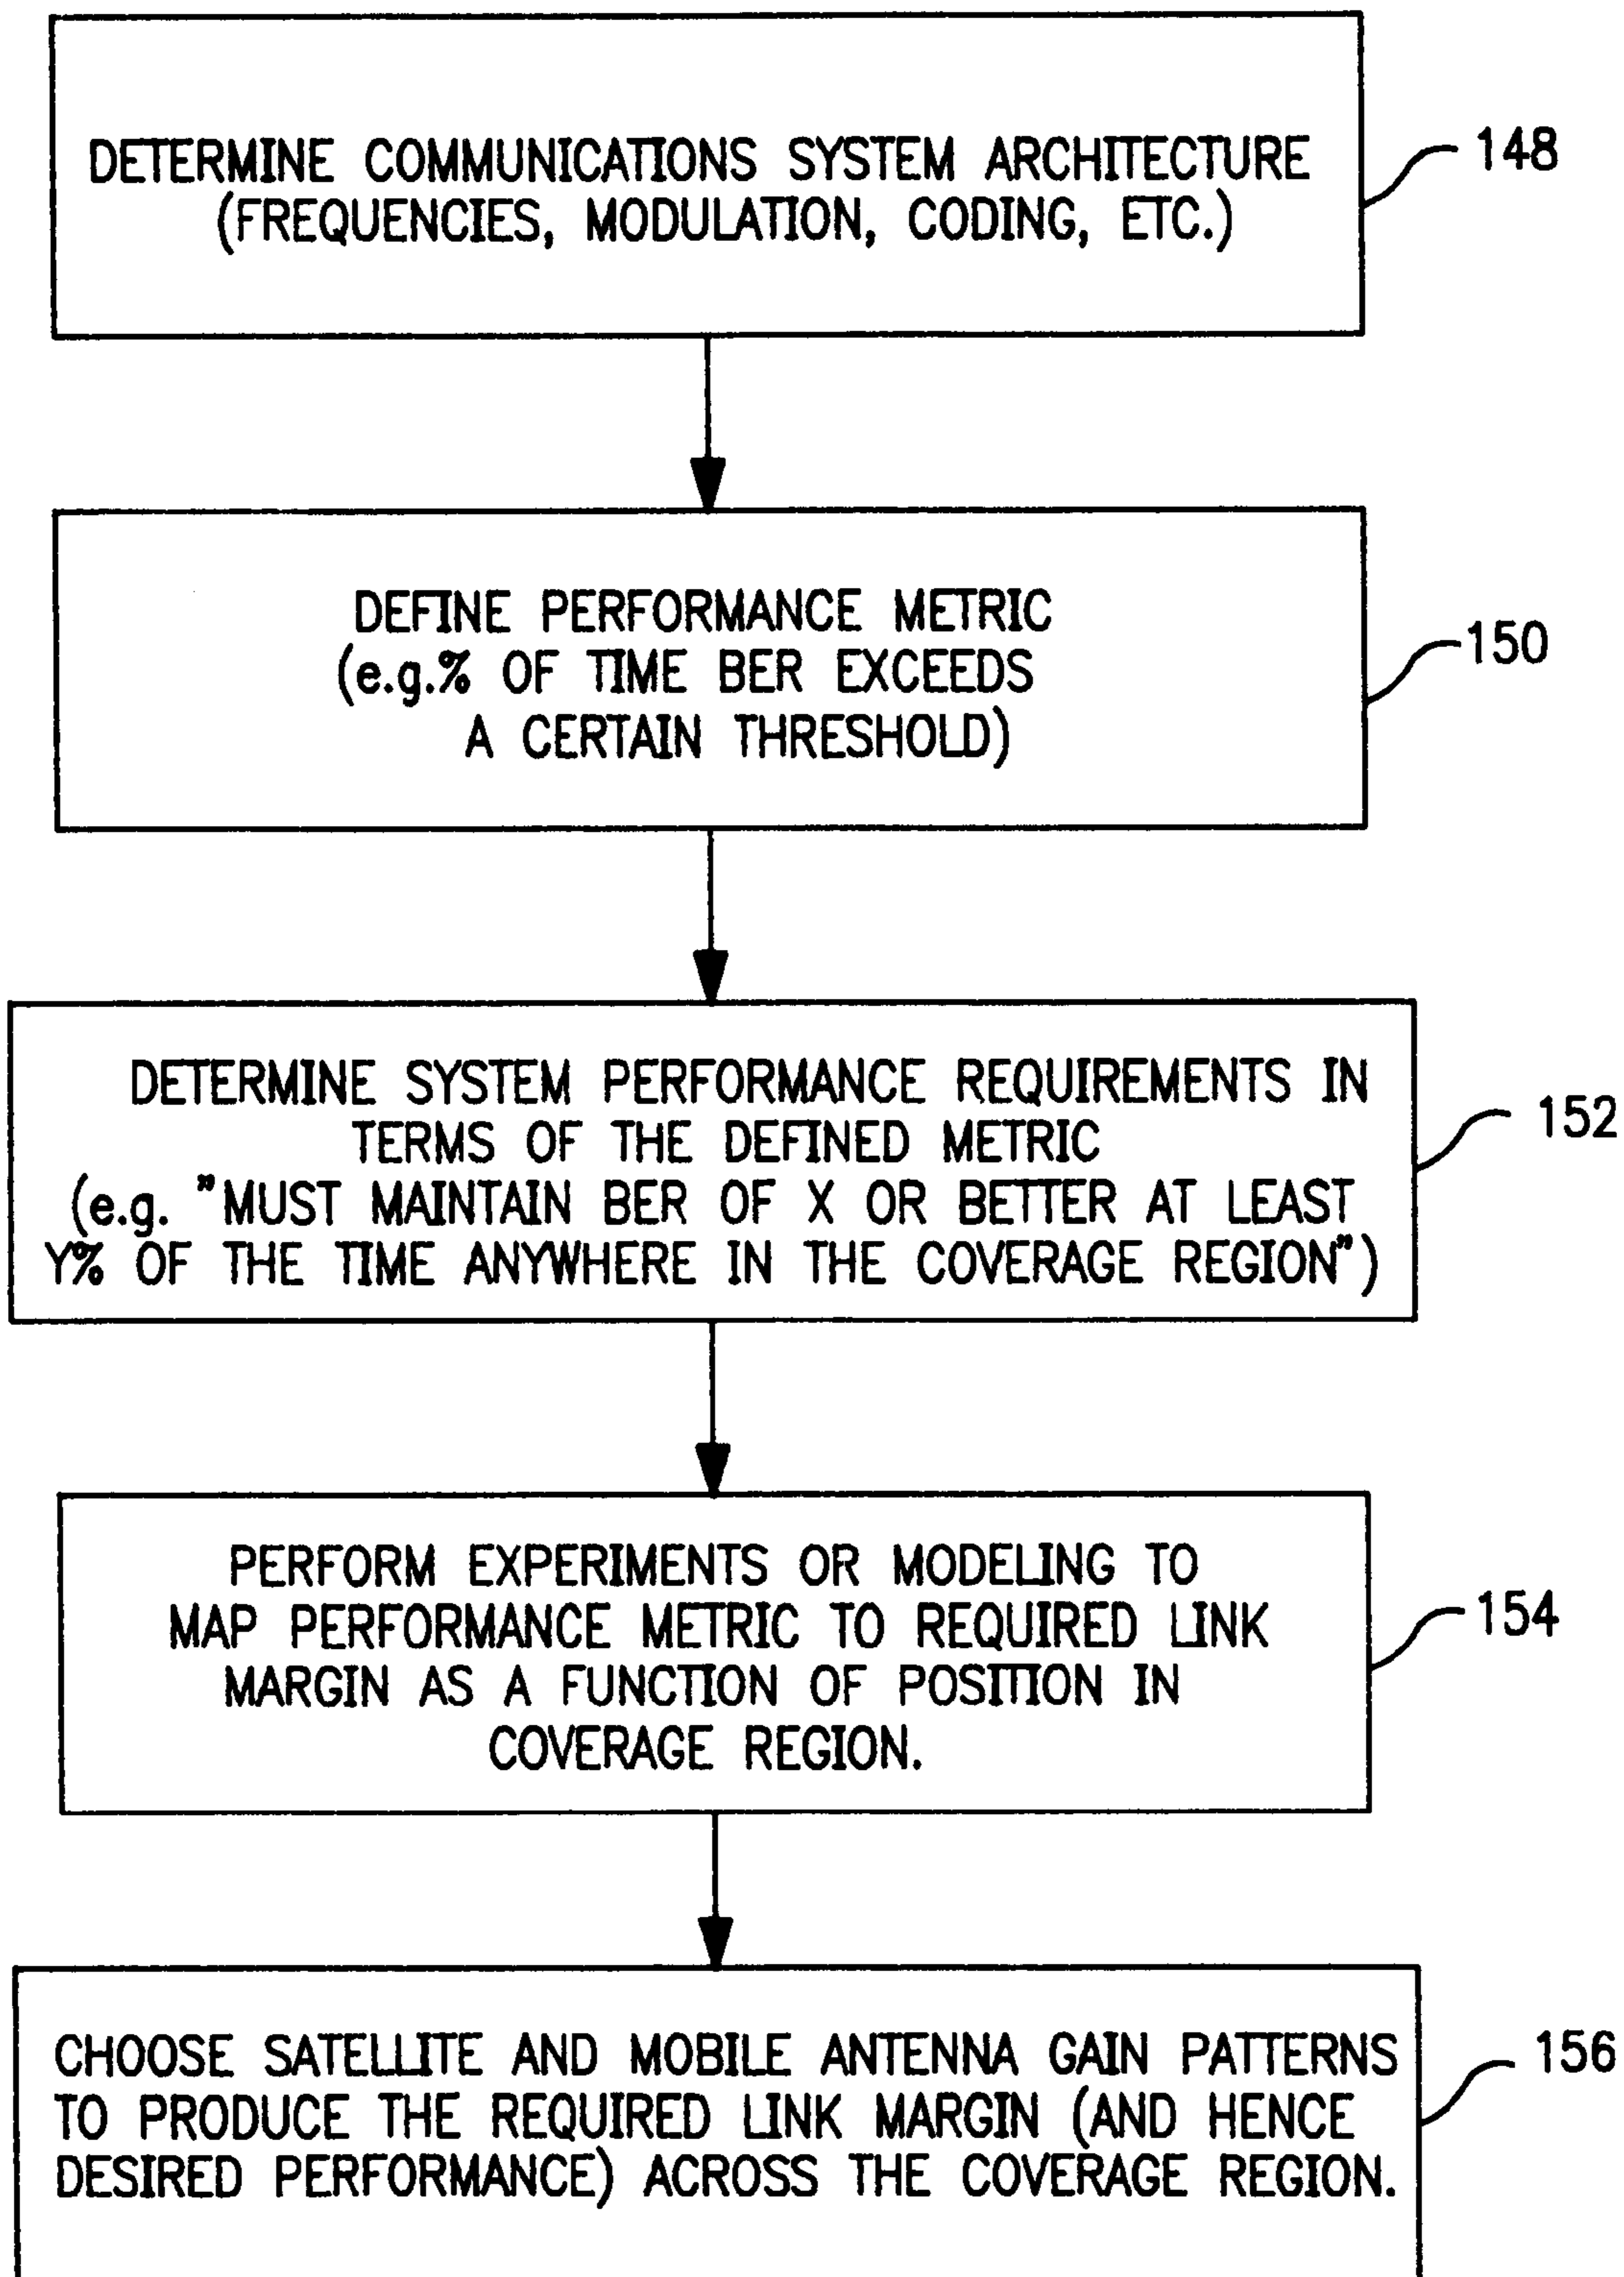 DETERMINE COMMUNICATIONS SYSTEM ARCHITECTURE
(FREQUENCIES, MODULATION, CODING, ETC.)
148
DEFINE PERFORMANCE METRIC
(e.g.% OF TIME BER EXCEEDS
A CERTAIN THRESHOLD)
150
DETERMINE SYSTEM PERFORMANCE REQUIREMENTS IN
TERMS OF THE DEFINED METRIC
(e.g. "MUST MAINTAIN BER OF X OR BETTER AT LEAST
Y% OF THE TIME ANYWHERE IN THE COVERAGE REGION")
152
PERFORM EXPERIMENTS OR MODELING TO
MAP PERFORMANCE METRIC TO REQUIRED LINK
MARGIN AS A FUNCTION OF POSITION IN
COVERAGE REGION.
154
CHOOSE SATELLITE AND MOBILE ANTENNA GAIN PATTERNS
TO PRODUCE THE REQUIRED LINK MARGIN (AND HENCE
DESIRED PERFORMANCE) ACROSS THE COVERAGE REGION.
156